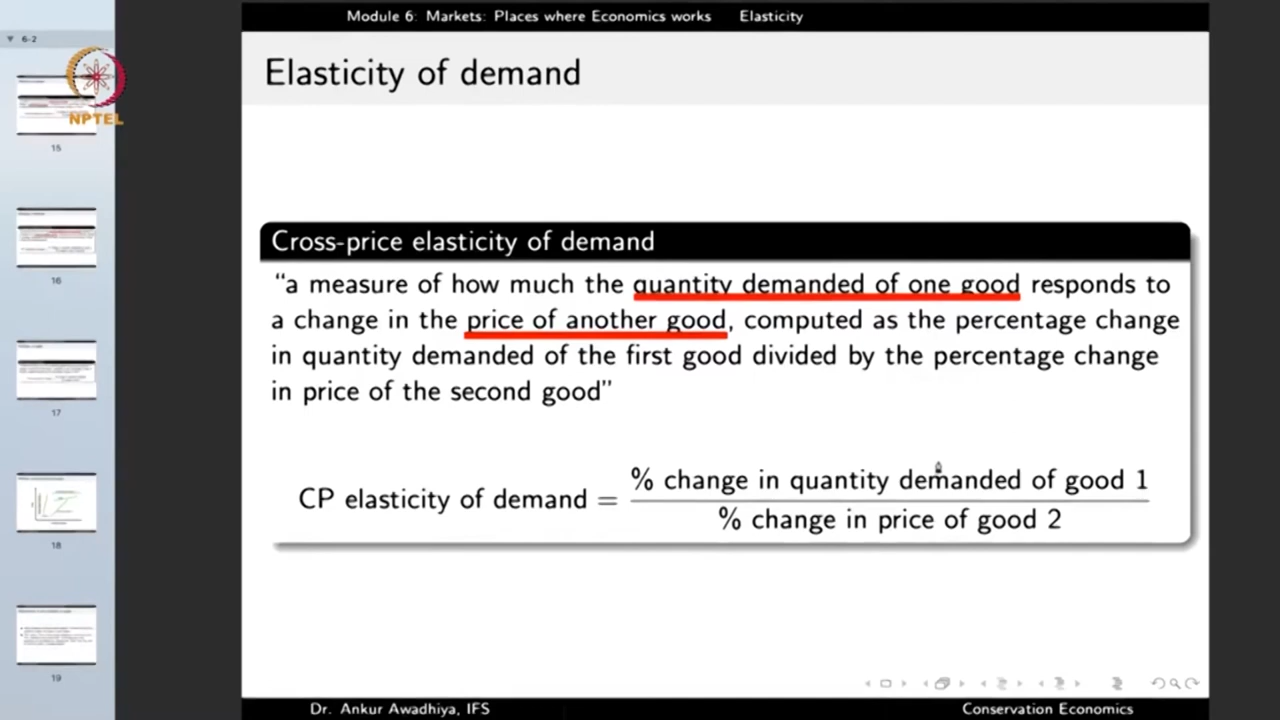 Module 6: Markets: Places where Economics works Elasticity
6-2
NPTEL
15
16
17
18
19
Elasticity of demand
Cross-price elasticity of demand
“a measure of how much the quantity demanded of one good responds to
a change in the price of another good, computed as the percentage change
in quantity demanded of the first good divided by the percentage change
in price of the second good”
CP elasticity of demand = % change in quantity demanded of good 1
% change in price of good 2
Dr. Ankur Awadhiya, IFS Conservation Economics